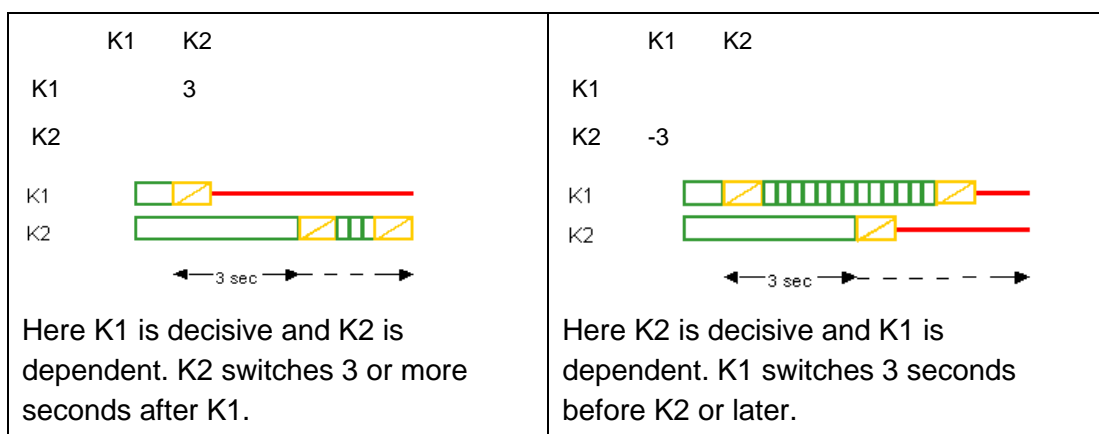 K1 K2
K1 3
K2
K1
K2
3 sec
Here K1 is decisive and K2 is
dependent. K2 switches 3 or more
seconds after K1.
K1 K2
K1
K2 -3
K1
K2
3 sec
Here K2 is decisive and K1 is
dependent. K1 switches 3 seconds
before K2 or later.